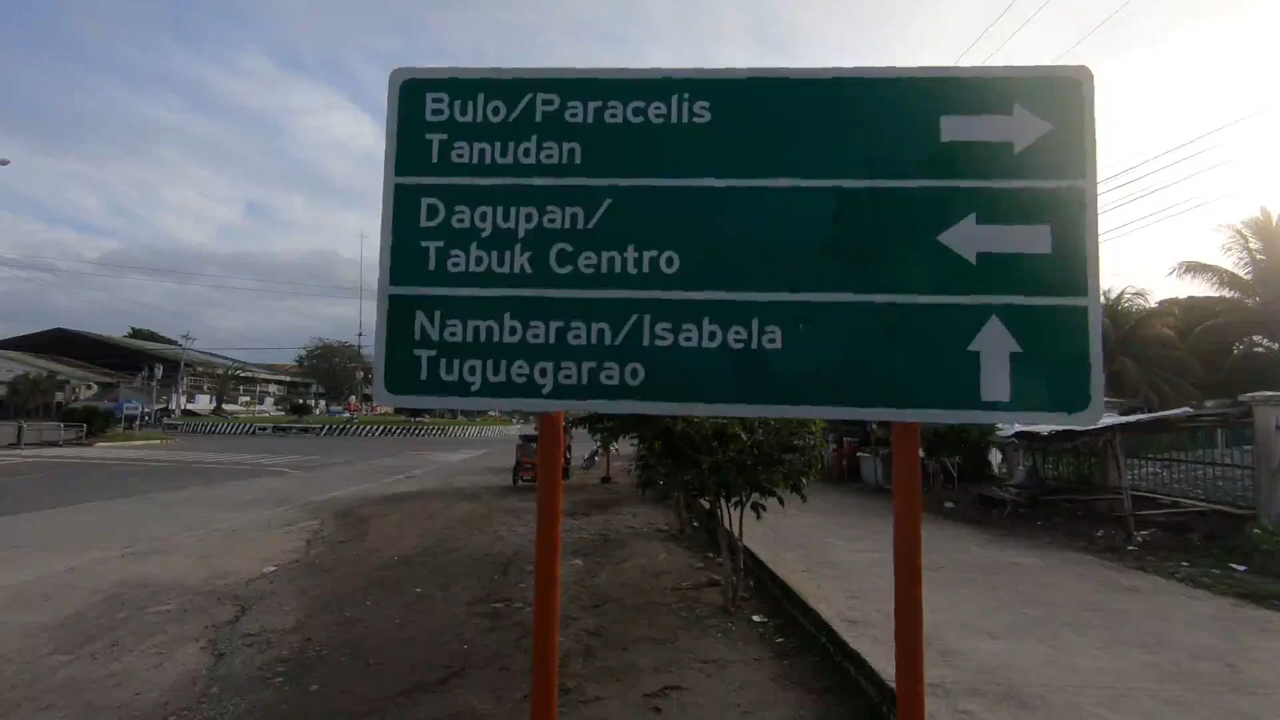 Bulo/Paracelis
Tanudan
Dagupan/
Tabuk Centro
Nambaran/Isabela
Tuguegarao